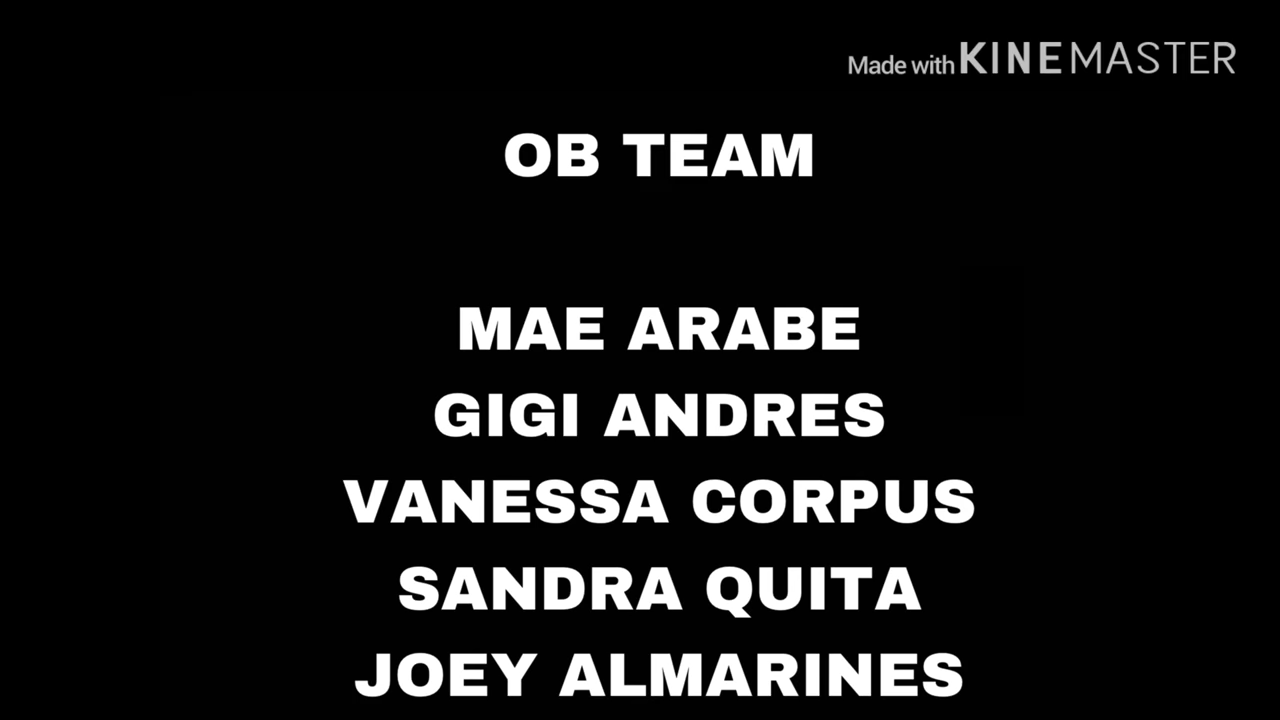 Made with KINEMASTER
OB TEAM
MAE ARABE
GIGI ANDRES
VANESSA CORPUS
SANDRA QUITA
JOEY ALMARINES